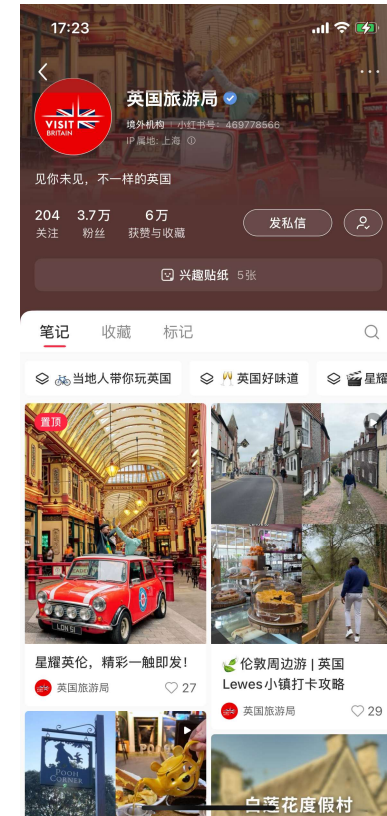 17:23
英国旅游局
VISIT
BRITAIN
境外机构 小红书号：469778566
IP属地：上海
见你未见，不一样的英国
204 3.7万 6万
关注 粉丝 获赞与收藏
发私信
兴趣贴纸 5张
笔记 收藏 标记
当地人带你玩英国
英国好味道
星耀
置顶
LDN 51
星耀英伦，精彩一触即发！
英国旅游局 27
伦敦周边游 | 英国
Lewes小镇打卡攻略
英国旅游局 29
POOH
CORNER
白莲花度假村